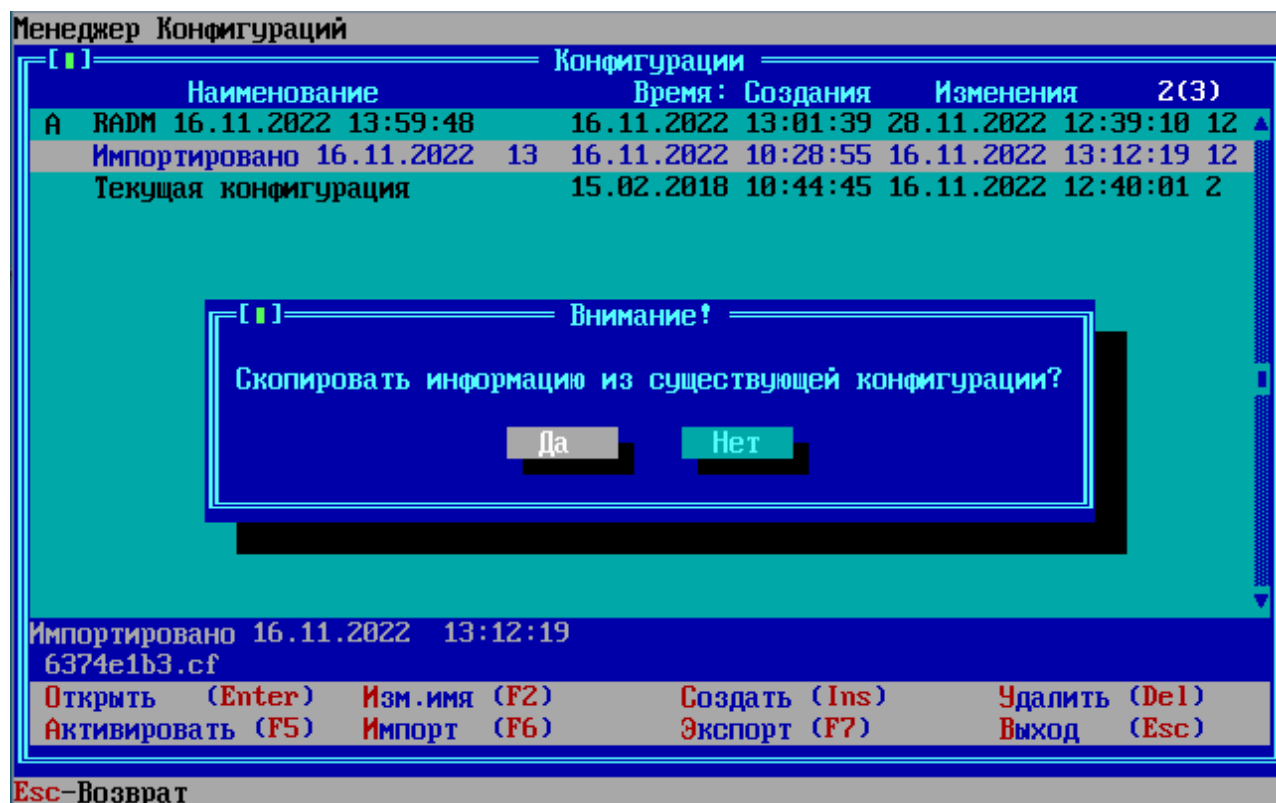 Менеджер Конфигураций
[▮] Конфигурации
Наименование Время: Создания Изменения 2(3)
A RADM 16.11.2022 13:59:48 16.11.2022 13:01:39 28.11.2022 12:39:10 12
Импортировано 16.11.2022 13 16.11.2022 10:28:55 16.11.2022 13:12:19 12
Текущая конфигурация 15.02.2018 10:44:45 16.11.2022 12:40:01 2
[▮] Внимание!
Скопировать информацию из существующей конфигурации?
Да Нет
Импортировано 16.11.2022 13:12:19
6374e1b3.cf
Открыть (Enter) Изм.имя (F2) Создать (Ins) Удалить (Del)
Активировать (F5) Импорт (F6) Экспорт (F7) Выход (Esc)
Esc-Возврат